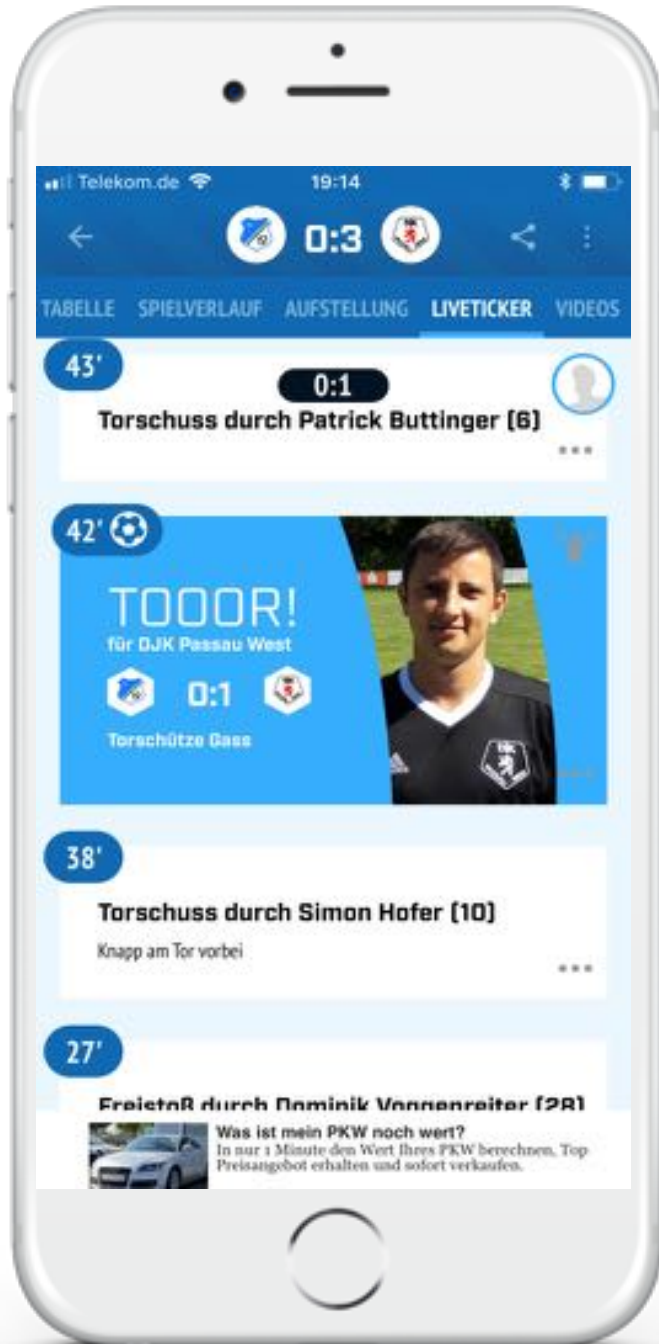 Telekom.de 19:14
0:3
TABELLE SPIELVERLAUF AUFSTELLUNG LIVETICKER VIDEOS
43'
0:1
Torschuss durch Patrick Buttinger (6)
42'
TOOOR!
für DJK Passau West
0:1
Torschütze Gass
38'
Torschuss durch Simon Hofer (10)
Knapp am Tor vorbei
27'
Freistoß durch Dominik Voggenreiter (28)
Was ist mein PKW noch wert?
In nur 1 Minute den Wert Ihres PKW berechnen, Top
Preisangebot erhalten und sofort verkaufen.